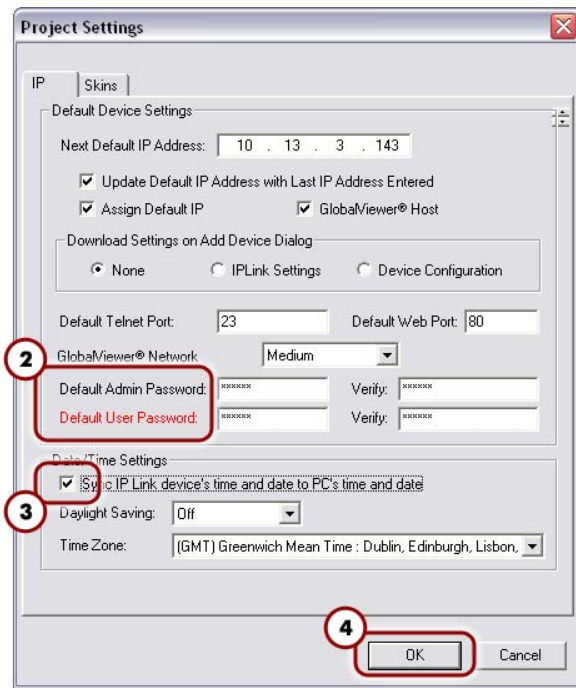 Project Settings
IP
Skins
Default Device Settings
Next Default IP Address: 10 . 13 . 3 . 143
Update Default IP Address with Last IP Address Entered
Assign Default IP GlobalViewer® Host
Download Settings on Add Device Dialog
None IPLink Settings Device Configuration
Default Telnet Port: 23 Default Web Port: 80
2
GlobalViewer® Network Medium
Default Admin Password: ****** Verify: ******
Default User Password: ****** Verify: ******
Date/Time Settings
Sync IP Link device's time and date to PC's time and date
3
Daylight Saving: Off
Time Zone: (GMT) Greenwich Mean Time : Dublin, Edinburgh, Lisbon,
4
OK Cancel